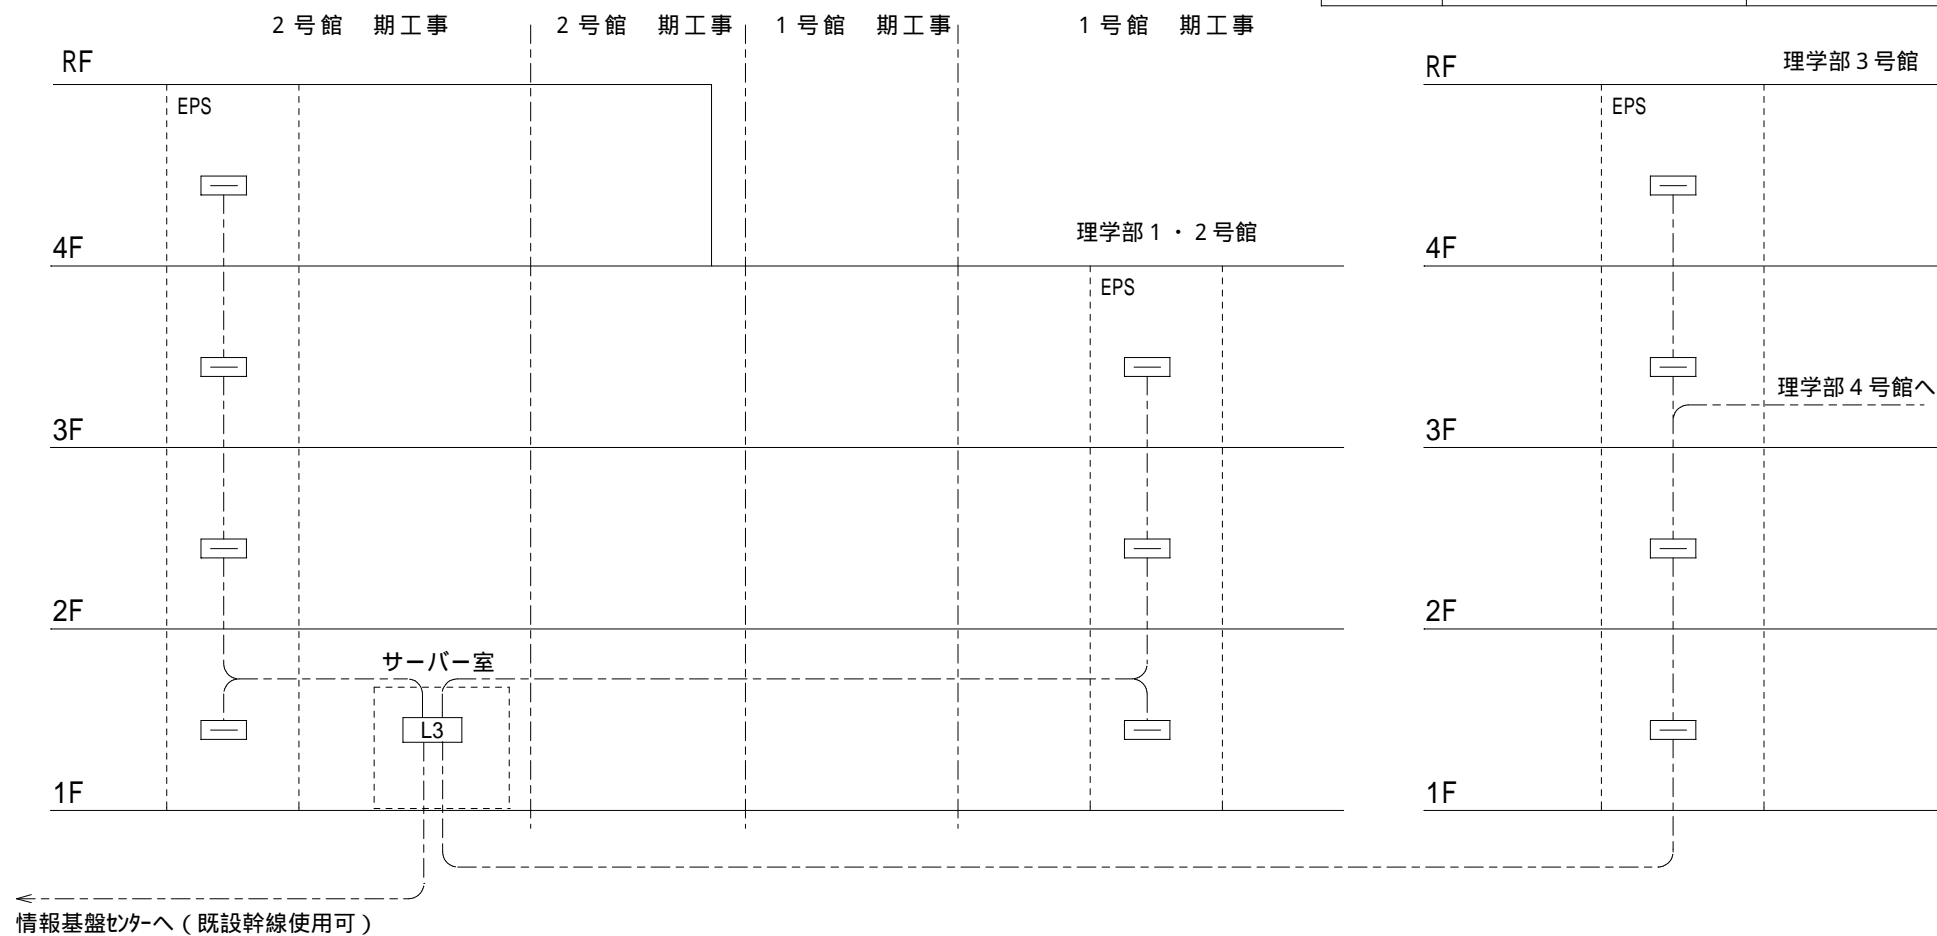 2号館　期工事
2号館　期工事
1号館　期工事
1号館　期工事
RF
EPS
4F
3F
2F
1F
理学部1・2号館
EPS
サーバー室
L3
情報基盤ｾﾝﾀｰへ（既設幹線使用可）
理学部3号館
RF
EPS
4F
理学部4号館へ
3F
2F
1F